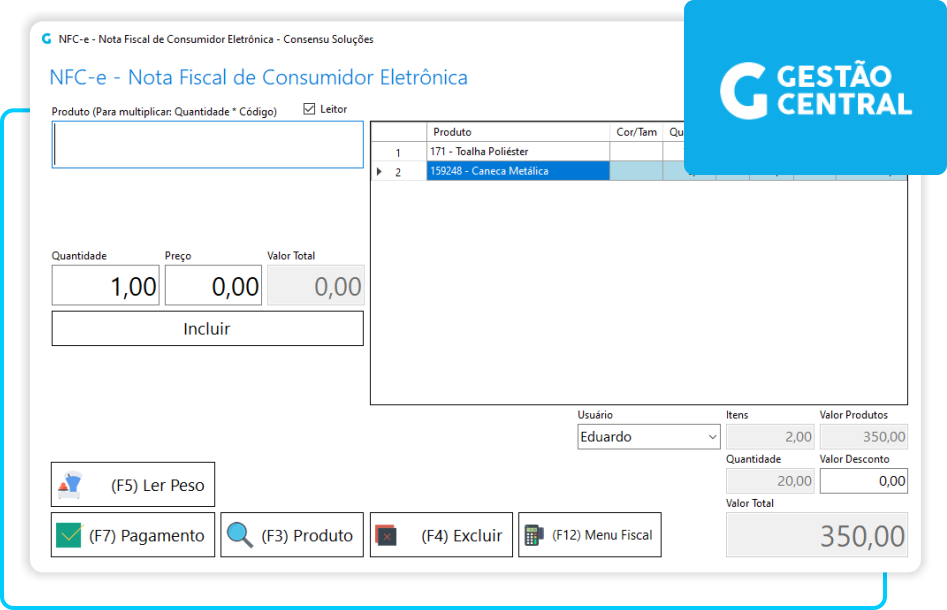 NFC-e - Nota Fiscal de Consumidor Eletrônica - Consensu Soluções
GESTÃO
CENTRAL
NFC-e - Nota Fiscal de Consumidor Eletrônica
Produto (Para multiplicar: Quantidade * Código)
Leitor
Produto Cor/Tam
1 171 - Toalha Poliéster
2 159248 - Caneca Metálica
Quantidade Preço Valor Total
1,00 0,00 0,00
Incluir
Usuário Itens Valor Produtos
Eduardo 2,00 350,00
Quantidade Valor Desconto
20,00 0,00
Valor Total
350,00
(F5) Ler Peso
(F7) Pagamento (F3) Produto (F4) Excluir (F12) Menu Fiscal